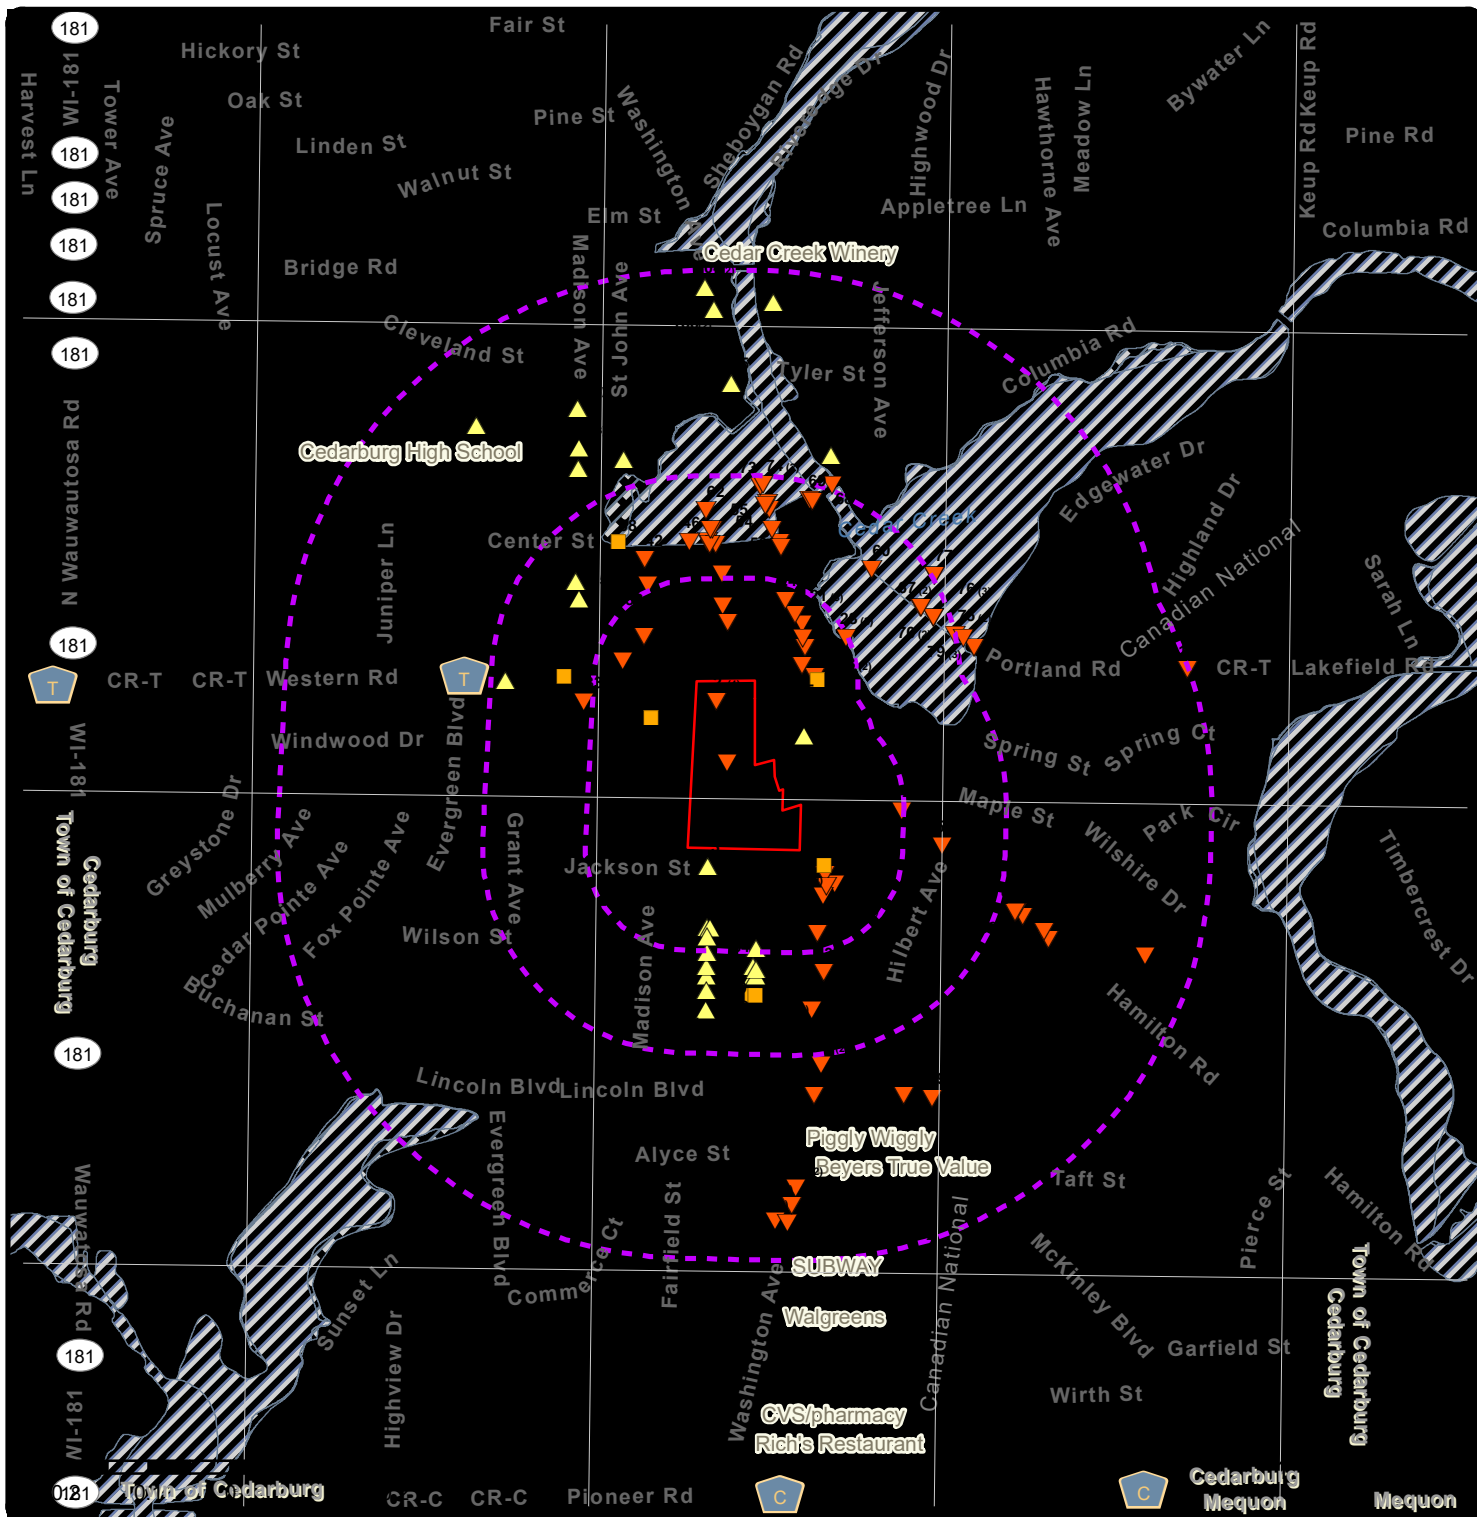 181
Fair St
Hickory St
WI-181
Harvest Ln
Tower Ave
Oak St
Pine St
Washington
Sheboygan Rd
Highwood Dr
Hawthorne Ave
Meadow Ln
Bywater Ln
Keup Rd
Keup Rd
Pine Rd
181
Spruce Ave
Linden St
Walnut St
181
Locust Ave
Elm St
Appletree Ln
Columbia Rd
181
Bridge Rd
Madison Ave
St John Ave
Cedar Creek Winery
Jefferson Ave
181
Cleveland St
181
Tyler St
Columbia Rd
N Wauwautosa Rd
Cedarburg High School
Edgewater Dr
Highland Dr
Cedar Creek
Juniper Ln
Center St
Canadian National
Sarah Ln
60
77
76
79
181
T
CR-T
CR-T
Western Rd
T
Portland Rd
CR-T
Lakefield Rd
WI-181
Windwood Dr
Evergreen Blvd
Spring St
Spring Ct
Greystone Dr
Mulberry Ave
Cedar Pointe Ave
Fox Pointe Ave
Grant Ave
Jackson St
Maple St
Park Cir
Wilshire Dr
Timbercrest Dr
Cedarburg
Town of Cedarburg
Wilson St
Madison Ave
Hilbert Ave
Buchanan St
Hamilton Rd
181
Lincoln Blvd
Lincoln Blvd
Evergreen Blvd
Piggly Wiggly
Beyers True Value
Alyce St
Taft St
Wauwatosa Rd
Fairfield St
Pierce St
Hamilton Rd
Commerce Ct
Sunset Ln
SUBWAY
Walgreens
Washington Ave
Canadian National
McKinley Blvd
Garfield St
Town of Cedarburg
Cedarburg
181
Highview Dr
Wirth St
WI-181
CVS/pharmacy
Rich's Restaurant
181
Town of Cedarburg
CR-C
CR-C
Pioneer Rd
C
C
Cedarburg
Mequon
Mequon